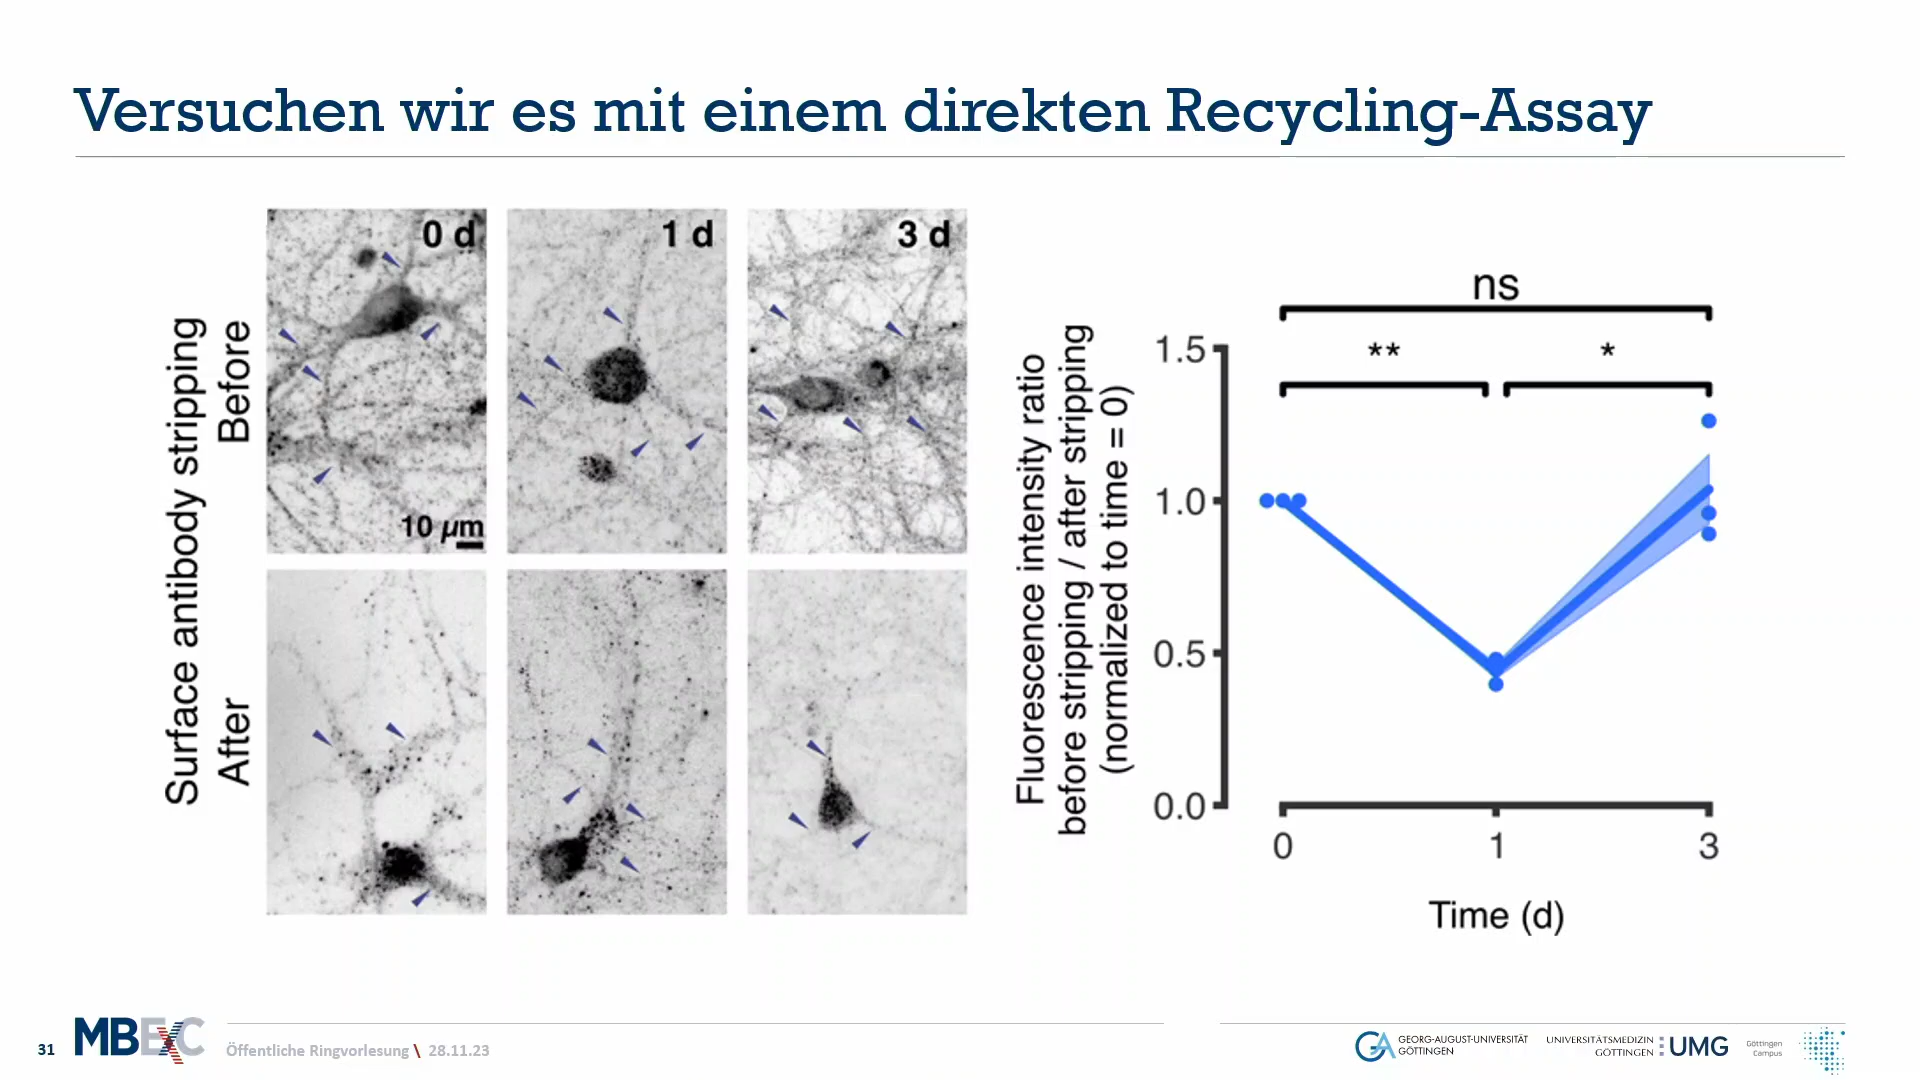 Versuchen wir es mit einem direkten Recycling-Assay
Surface antibody stripping
Before
After
0 d
1 d
3 d
10 µm
Fluorescence intensity ratio
before stripping / after stripping
(normalized to time = 0)
ns
** *
1.5
1.0
0.5
0.0
0 1 3
Time (d)
31
MBEXC
Öffentliche Ringvorlesung \ 28.11.23
GEORG-AUGUST-UNIVERSITÄT
GÖTTINGEN
UNIVERSITÄTSMEDIZIN
GÖTTINGEN
UMG
Göttingen
Campus